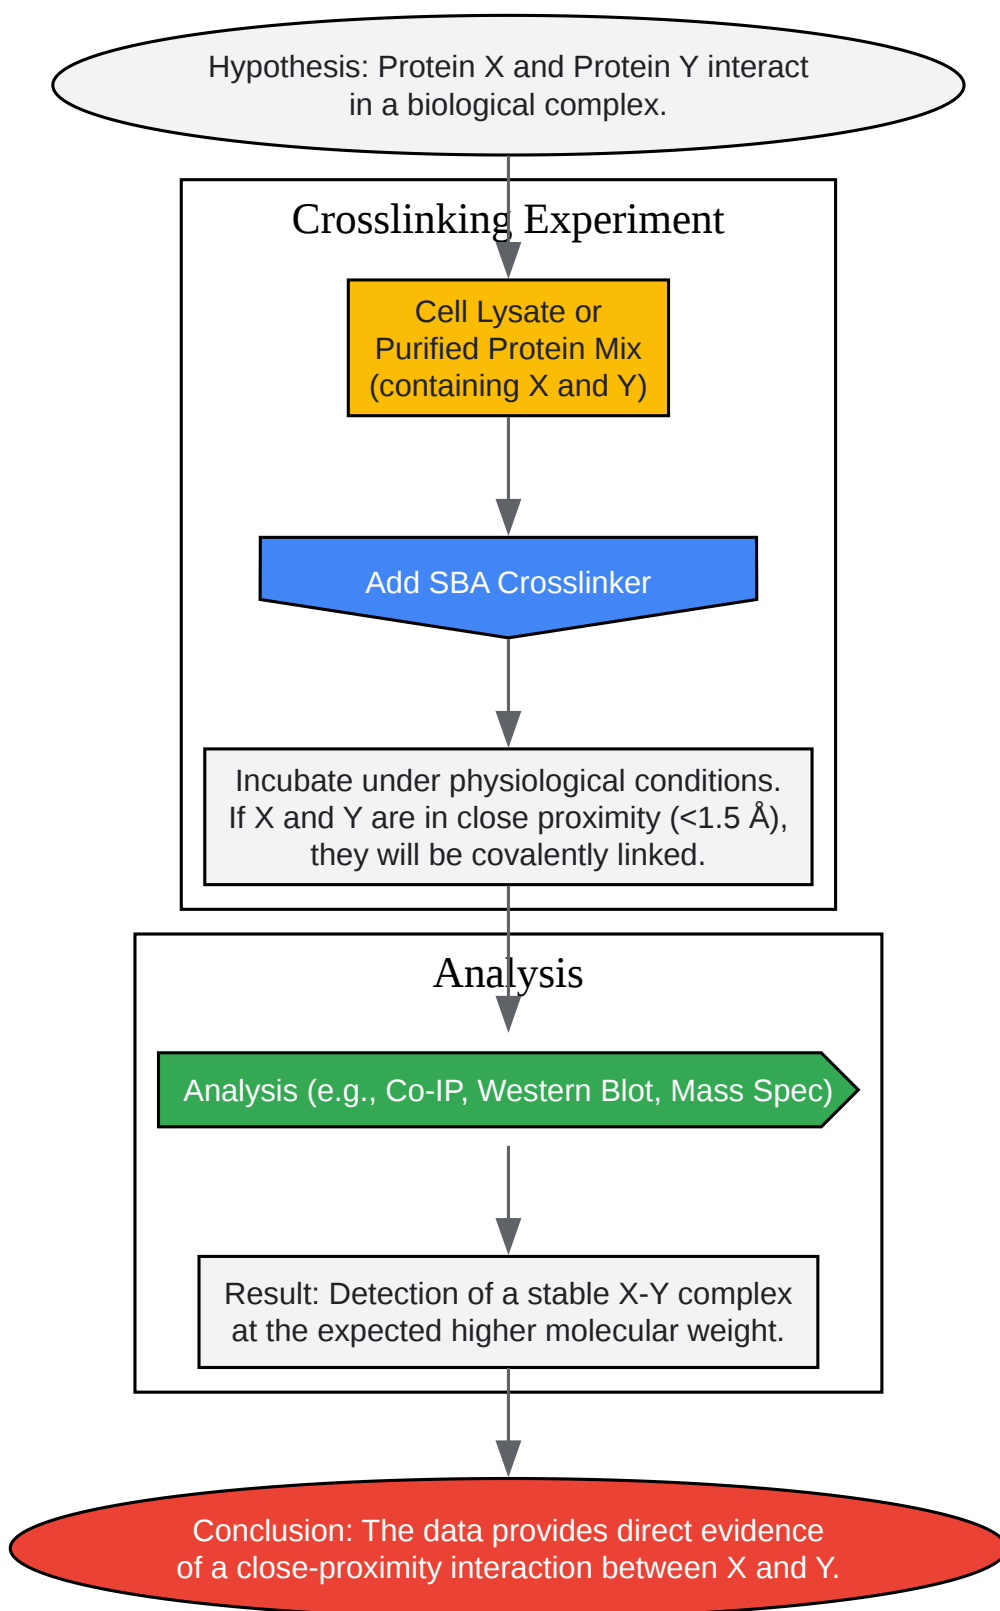 Hypothesis: Protein X and Protein Y interact
in a biological complex.
Crosslinking Experiment
Cell Lysate or
Purified Protein Mix
(containing X and Y)
Add SBA Crosslinker
Incubate under physiological conditions.
If X and Y are in close proximity (<1.5 Å),
they will be covalently linked.
Analysis
Analysis (e.g., Co-IP, Western Blot, Mass Spec)
Result: Detection of a stable X-Y complex
at the expected higher molecular weight.
Conclusion: The data provides direct evidence
of a close-proximity interaction between X and Y.